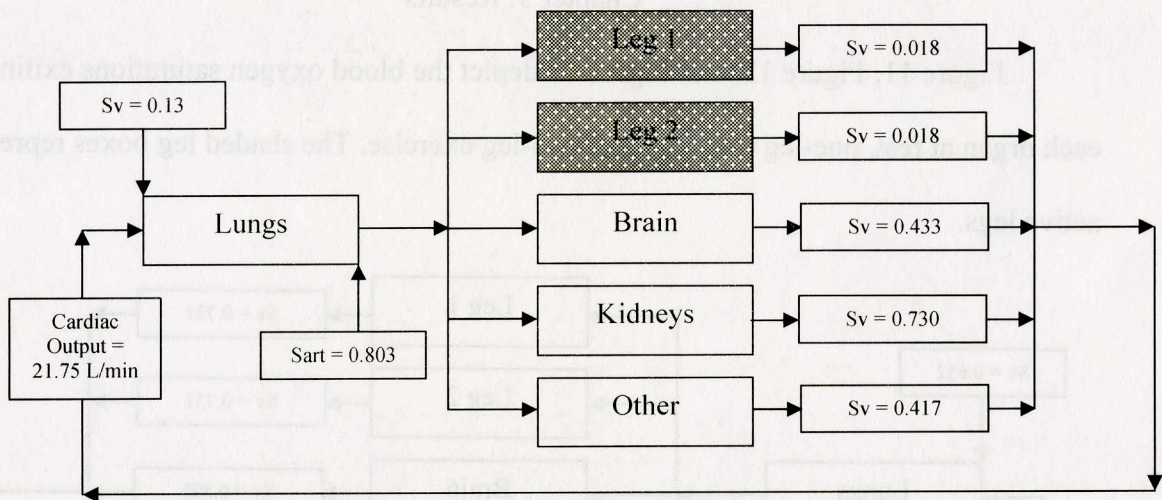 Leg 1
Sv = 0.018
Sv = 0.13
Leg 2
Sv = 0.018
Lungs
Brain
Sv = 0.433
Cardiac
Output =
21.75 L/min
Sart = 0.803
Kidneys
Sv = 0.730
Other
Sv = 0.417